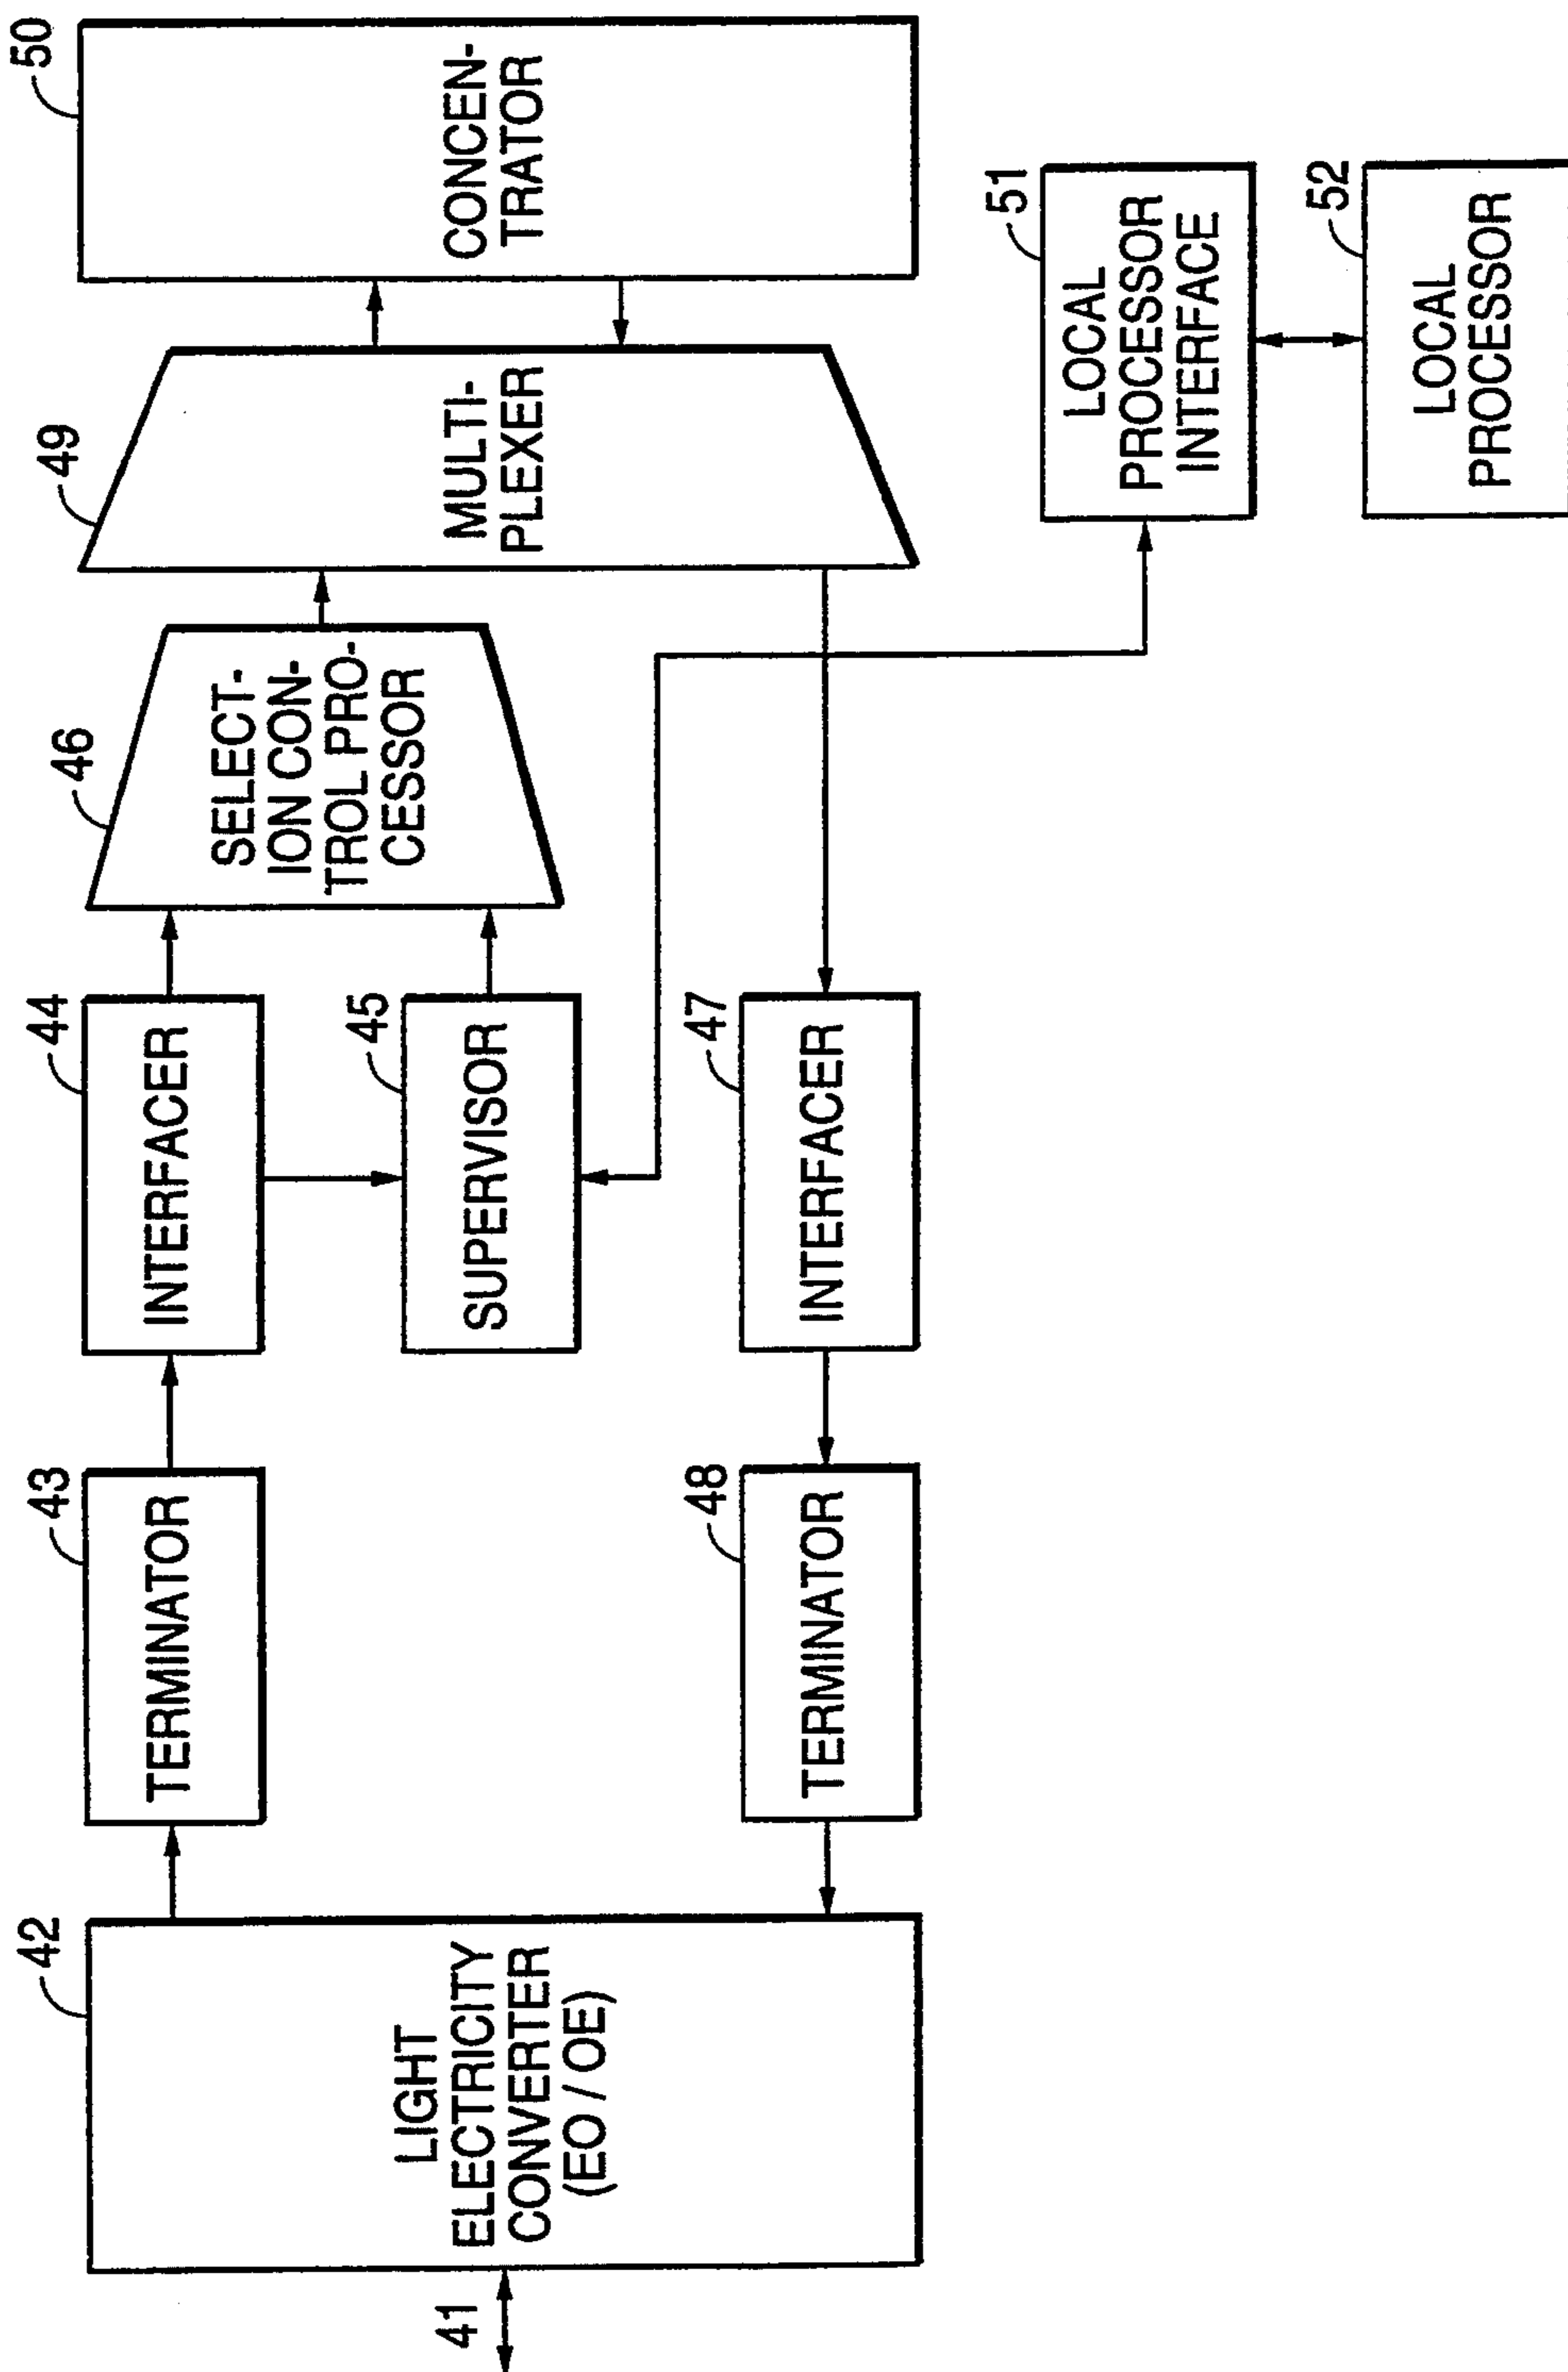 41
42
LIGHT
ELECTRICITY
CONVERTER
(EO / OE)
43
TERMINATOR
44
INTERFACER
45
SUPERVISOR
46
SELECT-
ION CON-
TROL PRO-
CESSOR
47
INTERFACER
48
TERMINATOR
49
MULTI-
PLEXER
50
CONCEN-
TRATOR
51
LOCAL
PROCESSOR
INTERFACE
52
LOCAL
PROCESSOR